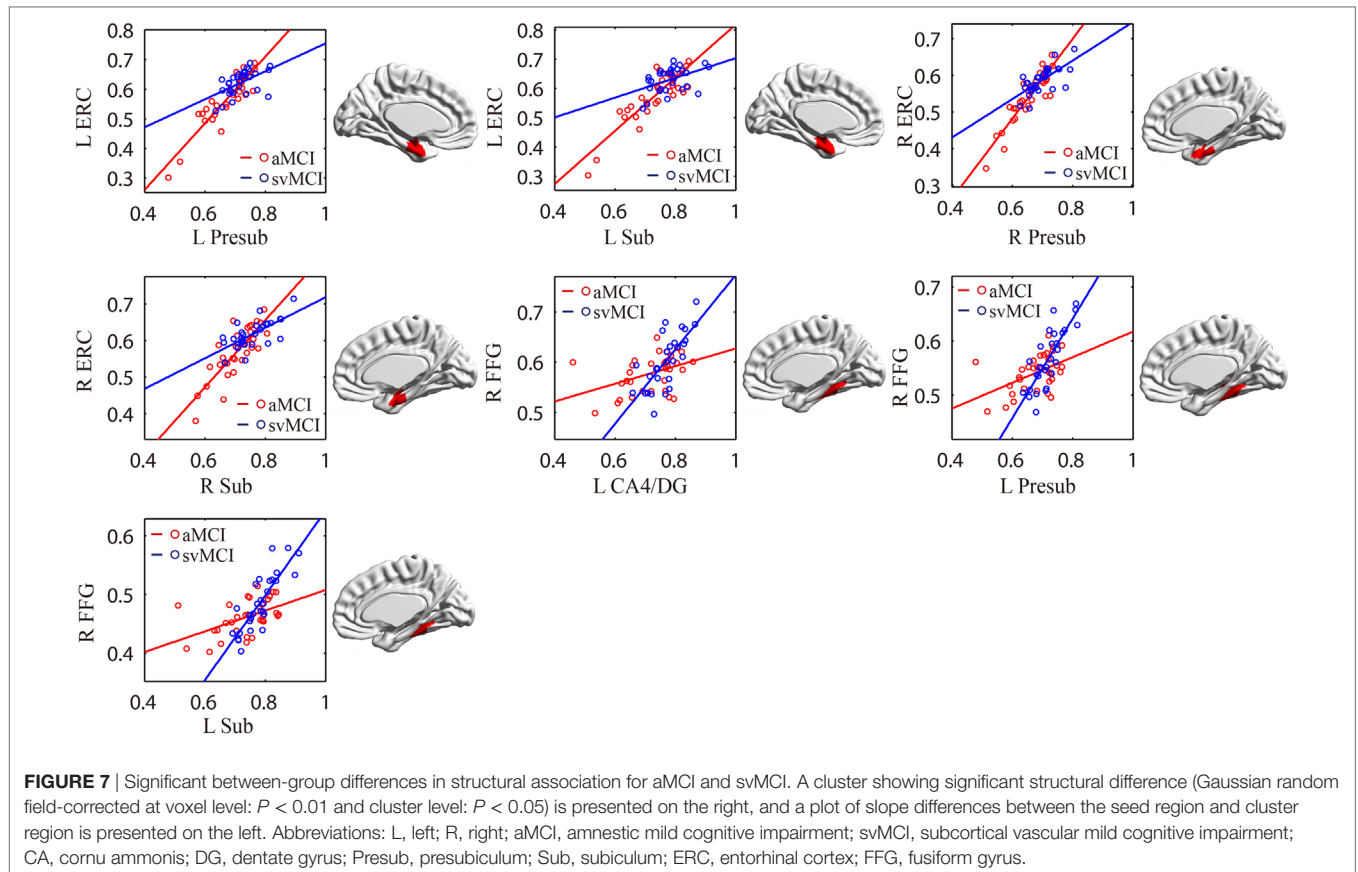 0.8
0.7
0.6
0.5
0.4
0.3
L ERC
aMCI
svMCI
0.4 0.6 0.8 1
L Presub
0.8
0.7
0.6
0.5
0.4
0.3
L ERC
aMCI
svMCI
0.4 0.6 0.8 1
L Sub
0.7
0.6
0.5
0.4
0.3
R ERC
aMCI
svMCI
0.4 0.6 0.8 1
R Presub
0.7
0.6
0.5
0.4
R ERC
aMCI
svMCI
0.4 0.6 0.8 1
R Sub
0.7
0.6
0.5
R FFG
aMCI
svMCI
0.4 0.6 0.8 1
L CA4/DG
0.7
0.6
0.5
R FFG
aMCI
svMCI
0.4 0.6 0.8 1
L Presub
0.6
0.5
0.4
R FFG
aMCI
svMCI
0.4 0.6 0.8 1
L Sub
FIGURE 7 | Significant between-group differences in structural association for aMCI and svMCI. A cluster showing significant structural difference (Gaussian random
field-corrected at voxel level: P < 0.01 and cluster level: P < 0.05) is presented on the right, and a plot of slope differences between the seed region and cluster
region is presented on the left. Abbreviations: L, left; R, right; aMCI, amnestic mild cognitive impairment; svMCI, subcortical vascular mild cognitive impairment;
CA, cornu ammonis; DG, dentate gyrus; Presub, presubiculum; Sub, subiculum; ERC, entorhinal cortex; FFG, fusiform gyrus.